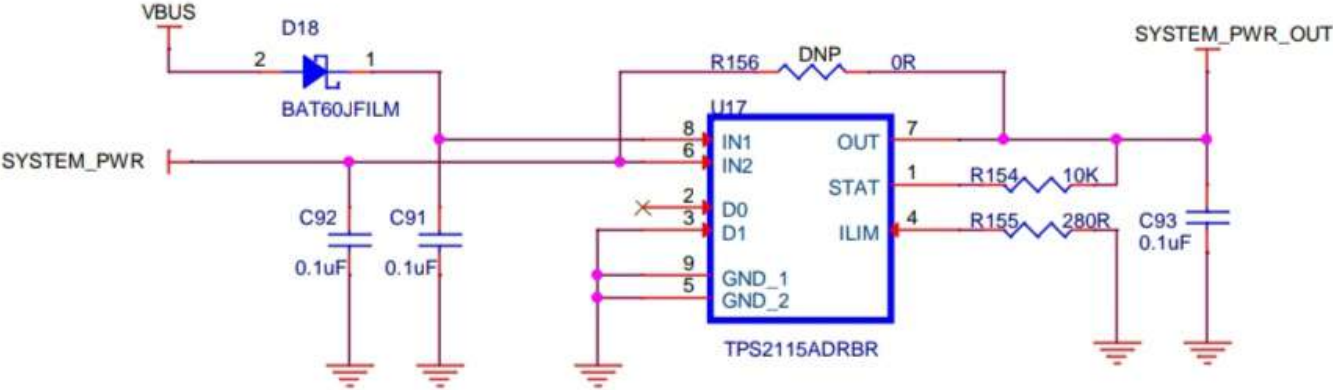 VBUS
D18
2 1
BAT60JFILM
SYSTEM_PWR
C92
0.1uF
C91
0.1uF
R156 DNP 0R
U17
8 IN1
6 IN2
2 D0
3 D1
9 GND_1
5 GND_2
OUT 7
STAT 1
ILIM 4
TPS2115ADRBR
R154 10K
R155 280R
SYSTEM_PWR_OUT
C93
0.1uF